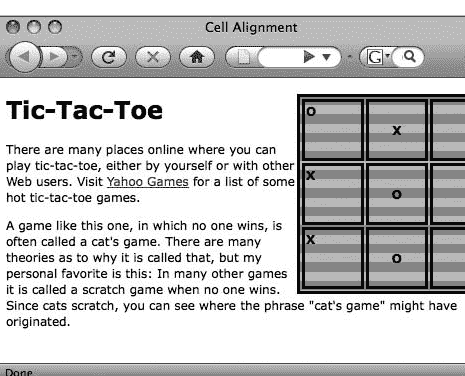 Cell Alignment
G
Tic-Tac-Toe
There are many places online where you can
play tic-tac-toe, either by yourself or with other
Web users. Visit Yahoo Games for a list of some
hot tic-tac-toe games.
A game like this one, in which no one wins, is
often called a cat's game. There are many
theories as to why it is called that, but my
personal favorite is this: In many other games
it is called a scratch game when no one wins.
Since cats scratch, you can see where the phrase "cat's game" might have
originated.
O
X
X
O
X
O
Done